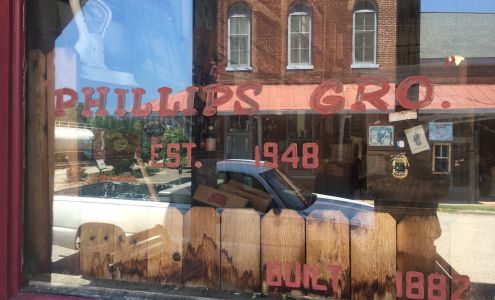 PHILLIPS GRO.
EST. 1948
BUILT 1882